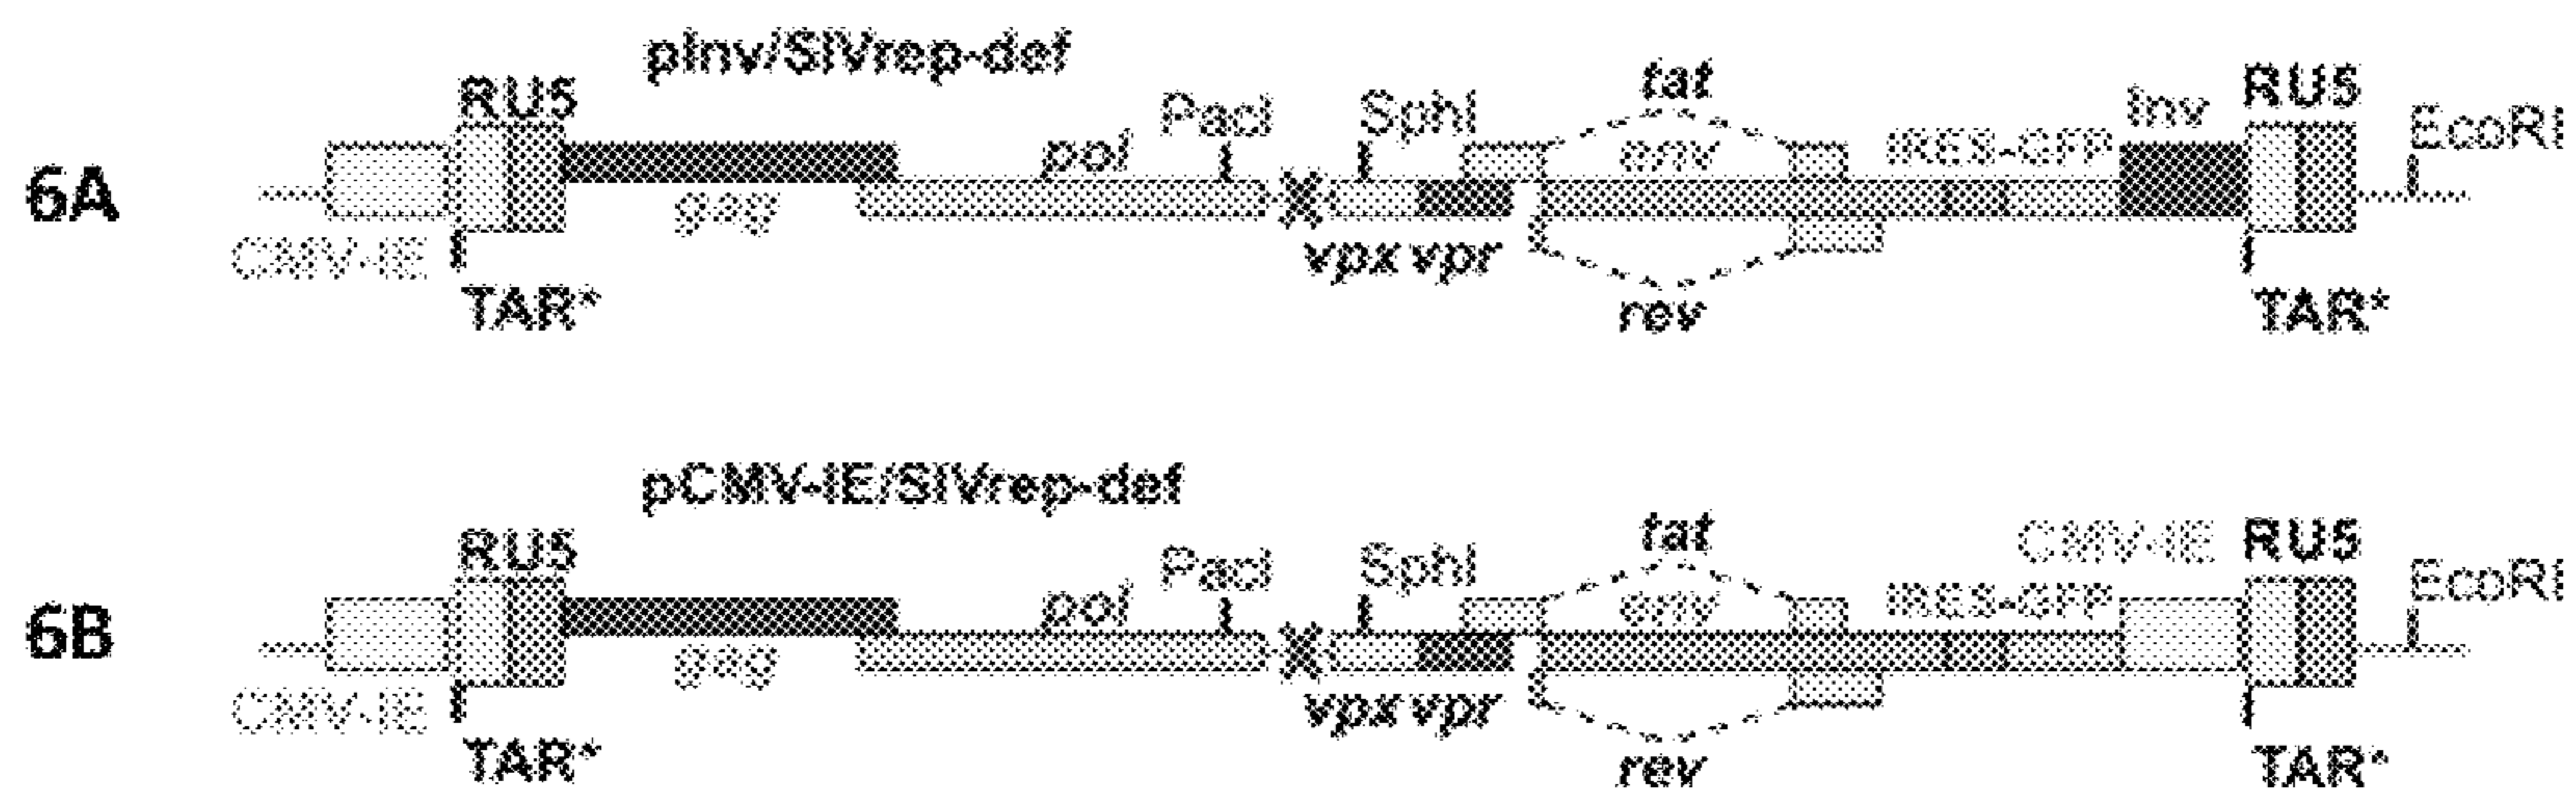 pInv/SIVrep-def
RU5 PacI SphI tat Inv RU5 EcoRI
6A pol env IRES-GFP
gag
CMV-IE vpx vpr
TAR* rev TAR*
pCMV-IE/SIVrep-def
RU5 PacI SphI tat CMV-IE RU5 EcoRI
6B pol env IRES-GFP
gag
CMV-IE vpx vpr
TAR* rev TAR*